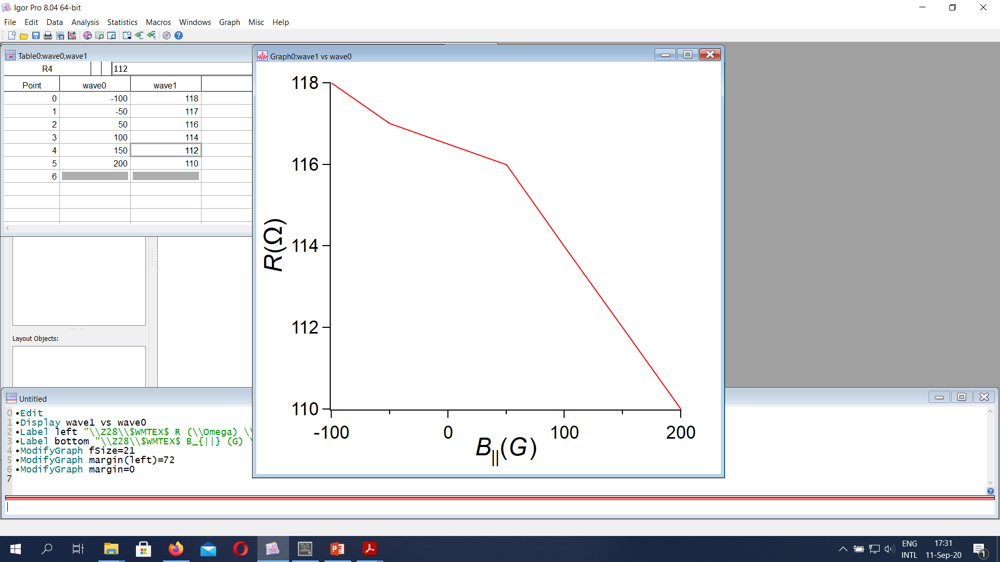 Igor Pro 8.04 64-bit
File Edit Data Analysis Statistics Macros Windows Graph Misc Help
Table0:wave0,wave1
R4 112
Point wave0 wave1
0 -100 118
1 -50 117
2 50 116
3 100 114
4 150 112
5 200 110
6
Layout Objects:
Graph0:wave1 vs wave0
118
116
114
112
110
R(Ω)
-100 0 100 200
B||(G)
Untitled
0 •Edit
1 •Display wave1 vs wave0
2 •Label left "\\Z28\\$WMTEX$ R (\\Omega) \\
3 •Label bottom "\\Z28\\$WMTEX$ B_{||} (G) \
4 •ModifyGraph fSize=21
5 •ModifyGraph margin(left)=72
6 •ModifyGraph margin=0
7
ENG
INTL
17:31
11-Sep-20
1